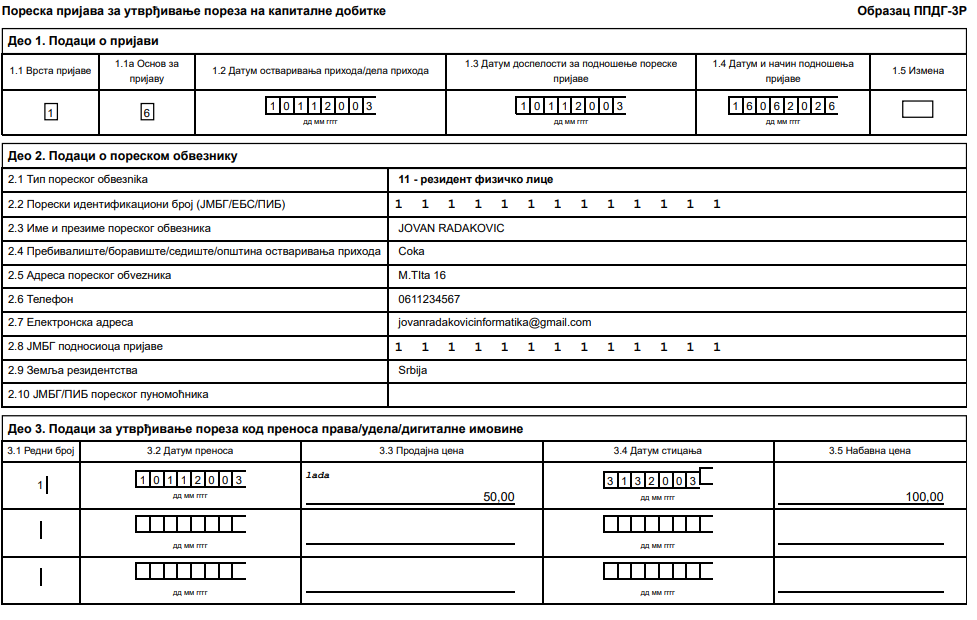 Пореска пријава за утврђивање пореза на капиталне добитке Образац ППДГ-3Р
Део 1. Подаци о пријави
1.1 Врста пријаве 1.1а Основ за пријаву 1.2 Датум остваривања прихода/дела прихода 1.3 Датум доспелости за подношење пореске пријаве 1.4 Датум и начин подношења пријаве 1.5 Измена
1 6 10112003 10112003 16062026
дд мм гггг дд мм гггг дд мм гггг
Део 2. Подаци о пореском обвезнику
2.1 Тип пореског обвезника 11 - резидент физичко лице
2.2 Порески идентификациони број (ЈМБГ/ЕБС/ПИБ) 1 1 1 1 1 1 1 1 1 1 1 1 1
2.3 Име и презиме пореског обвезника JOVAN RADAKOVIC
2.4 Пребивалиште/боравиште/седиште/општина остваривања прихода Coka
2.5 Адреса пореског обvezника M.TIta 16
2.6 Телефон 0611234567
2.7 Електронска адреса jovanradakovicinformatika@gmail.com
2.8 ЈМБГ подносиоца пријаве 1 1 1 1 1 1 1 1 1 1 1 1 1
2.9 Земља резидентства Srbija
2.10 ЈМБГ/ПИБ пореског пуномоћника
Део 3. Подаци за утврђивање пореза код преноса права/удела/дигиталне имовине
3.1 Редни број 3.2 Датум преноса 3.3 Продајна цена 3.4 Датум стицања 3.5 Набавна цена
1 10112003 lada 50,00 3132003 100,00
дд мм гггг дд мм гггг
дд мм гггг дд мм гггг
дд мм гггг дд мм гггг